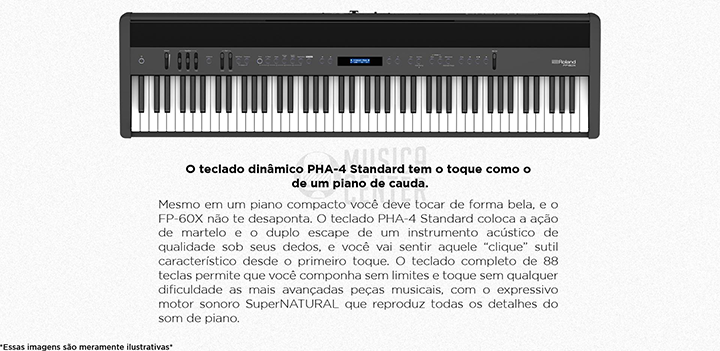 Roland
O teclado dinâmico PHA-4 Standard tem o toque como o
de um piano de cauda.
MUSICA
CENTER
Mesmo em um piano compacto você deve tocar de forma bela, e o
FP-60X não te desaponta. O teclado PHA-4 Standard coloca a ação
de martelo e o duplo escape de um instrumento acústico de
qualidade sob seus dedos, e você vai sentir aquele “clique” sutil
característico desde o primeiro toque. O teclado completo de 88
teclas permite que você componha sem limites e toque sem qualquer
dificuldade as mais avançadas peças musicais, com o expressivo
motor sonoro SuperNATURAL que reproduz todas os detalhes do
som de piano.
*Essas imagens são meramente ilustrativas*